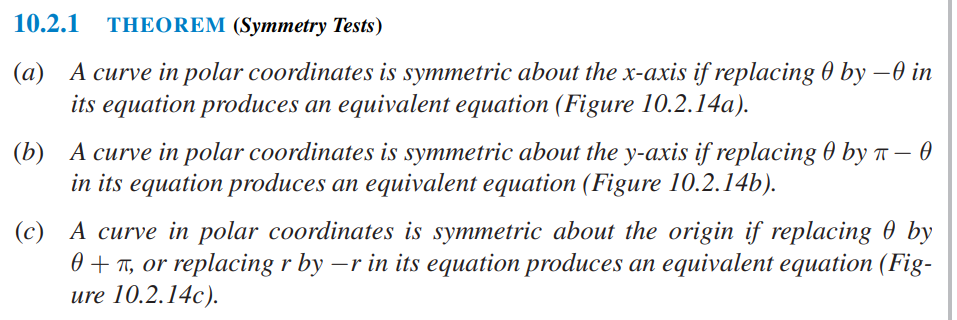 10.2.1 THEOREM (Symmetry Tests)
(a) A curve in polar coordinates is symmetric about the x-axis if replacing θ by −θ in
its equation produces an equivalent equation (Figure 10.2.14a).
(b) A curve in polar coordinates is symmetric about the y-axis if replacing θ by π − θ
in its equation produces an equivalent equation (Figure 10.2.14b).
(c) A curve in polar coordinates is symmetric about the origin if replacing θ by
θ + π, or replacing r by −r in its equation produces an equivalent equation (Fig-
ure 10.2.14c).